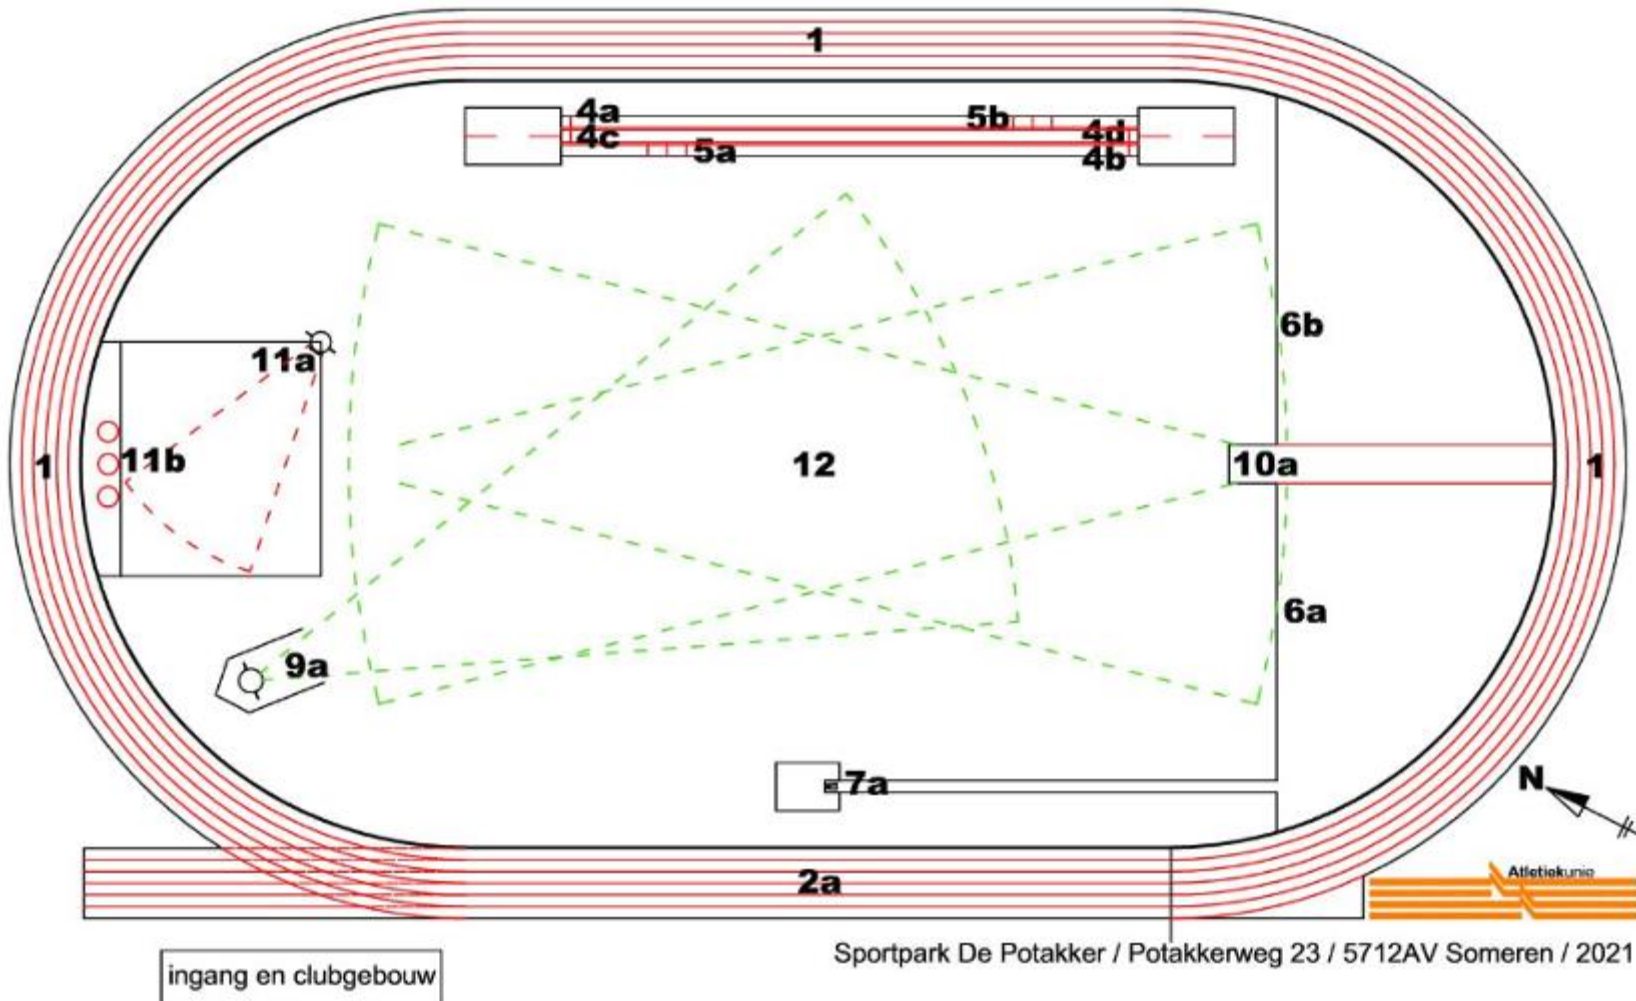 1
4a
5b
4c
4d
5a
4b
6b
11a
1
11b
12
10a
1
6a
9a
N
7a
2a
Atletiekunie
Sportpark De Potakker / Potakkerweg 23 / 5712AV Someren / 2021
ingang en clubgebouw